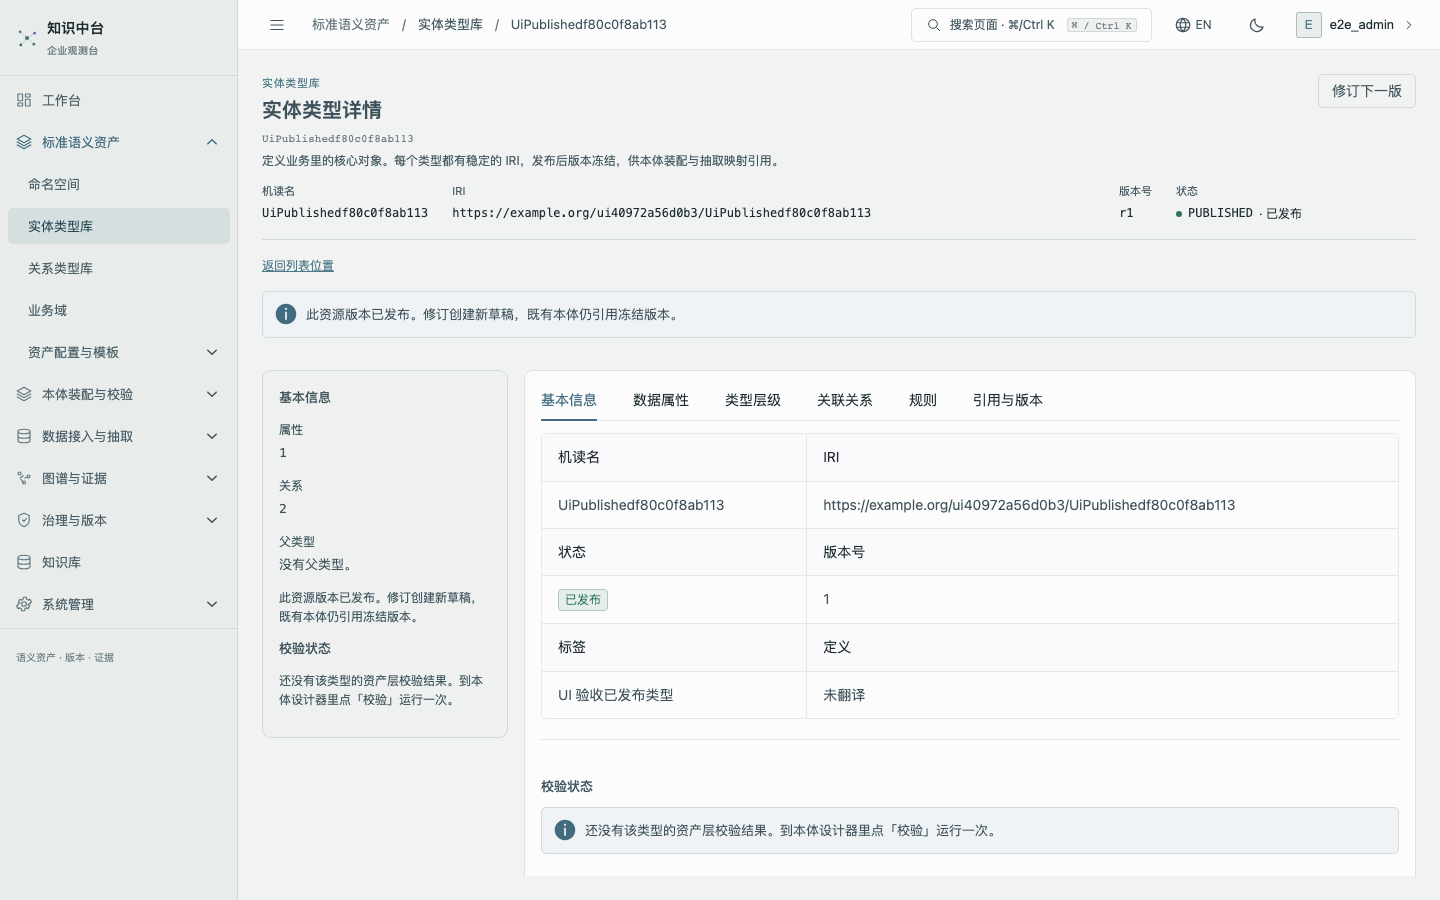 知识中台
企业观测台
工作台
标准语义资产
命名空间
实体类型库
关系类型库
业务域
资产配置与模板
本体装配与校验
数据接入与抽取
图谱与证据
治理与版本
知识库
系统管理
语义资产 · 版本 · 证据
标准语义资产 / 实体类型库 / UiPublishedf80c0f8ab113
搜索页面 · ⌘/Ctrl K ⌘ / Ctrl K
EN
E e2e_admin
实体类型库
实体类型详情
UiPublishedf80c0f8ab113
定义业务里的核心对象。每个类型都有稳定的 IRI，发布后版本冻结，供本体装配与抽取映射引用。
修订下一版
机读名 IRI 版本号 状态
UiPublishedf80c0f8ab113 https://example.org/ui40972a56d0b3/UiPublishedf80c0f8ab113 r1 PUBLISHED · 已发布
返回列表位置
此资源版本已发布。修订创建新草稿，既有本体仍引用冻结版本。
基本信息
属性
1
关系
2
父类型
没有父类型。
此资源版本已发布。修订创建新草稿，
既有本体仍引用冻结版本。
校验状态
还没有该类型的资产层校验结果。到本
体设计器里点「校验」运行一次。
基本信息 数据属性 类型层级 关联关系 规则 引用与版本
机读名 IRI
UiPublishedf80c0f8ab113 https://example.org/ui40972a56d0b3/UiPublishedf80c0f8ab113
状态 版本号
已发布 1
标签 定义
UI 验收已发布类型 未翻译
校验状态
还没有该类型的资产层校验结果。到本体设计器里点「校验」运行一次。